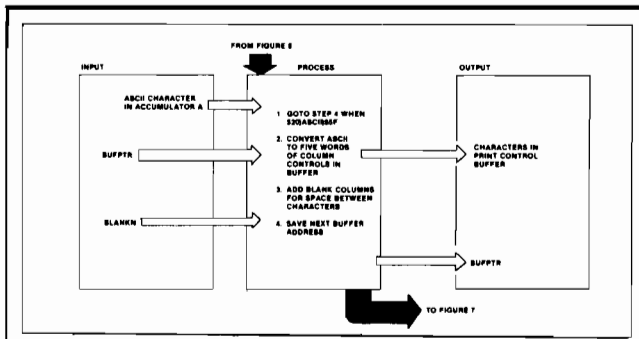 FROM FIGURE 5
INPUT
PROCESS
OUTPUT
ASCII CHARACTER
IN ACCUMULATOR A
1 GOTO STEP 4 WHEN
2. CONVERT ASCII
TO FIVE WORDS
OF COLUMN
CONTROLS IN
BUFFER
BUFPTR
CHARACTERS IN
PRINT CONTROL
BUFFER
3. ADD BLANK COLUMNS
FOR SPACE BETWEEN
CHARACTERS
BLANKN
4. SAVE NEXT BUFFER
ADDRESS
BUFPTR
TO FIGURE 7